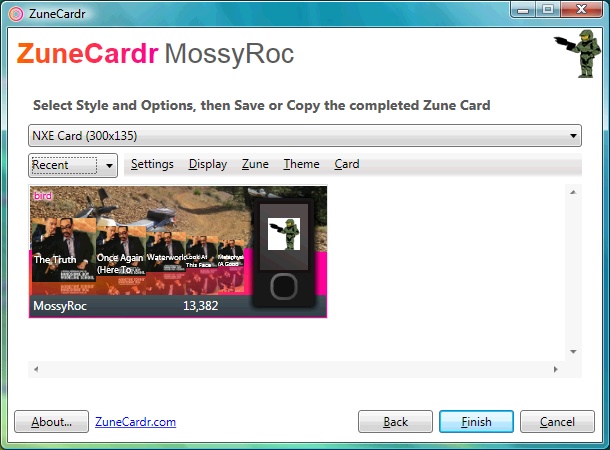 ZuneCardr
ZuneCardr MossyRoc
Select Style and Options, then Save or Copy the completed Zune Card
NXE Card (300x135)
Recent Settings Display Zune Theme Card
bird
The Truth
Once Again
(Here To
Waterworld
Look At
This Face
(A Good
MossyRoc 13,382
About... ZuneCardr.com Back Finish Cancel